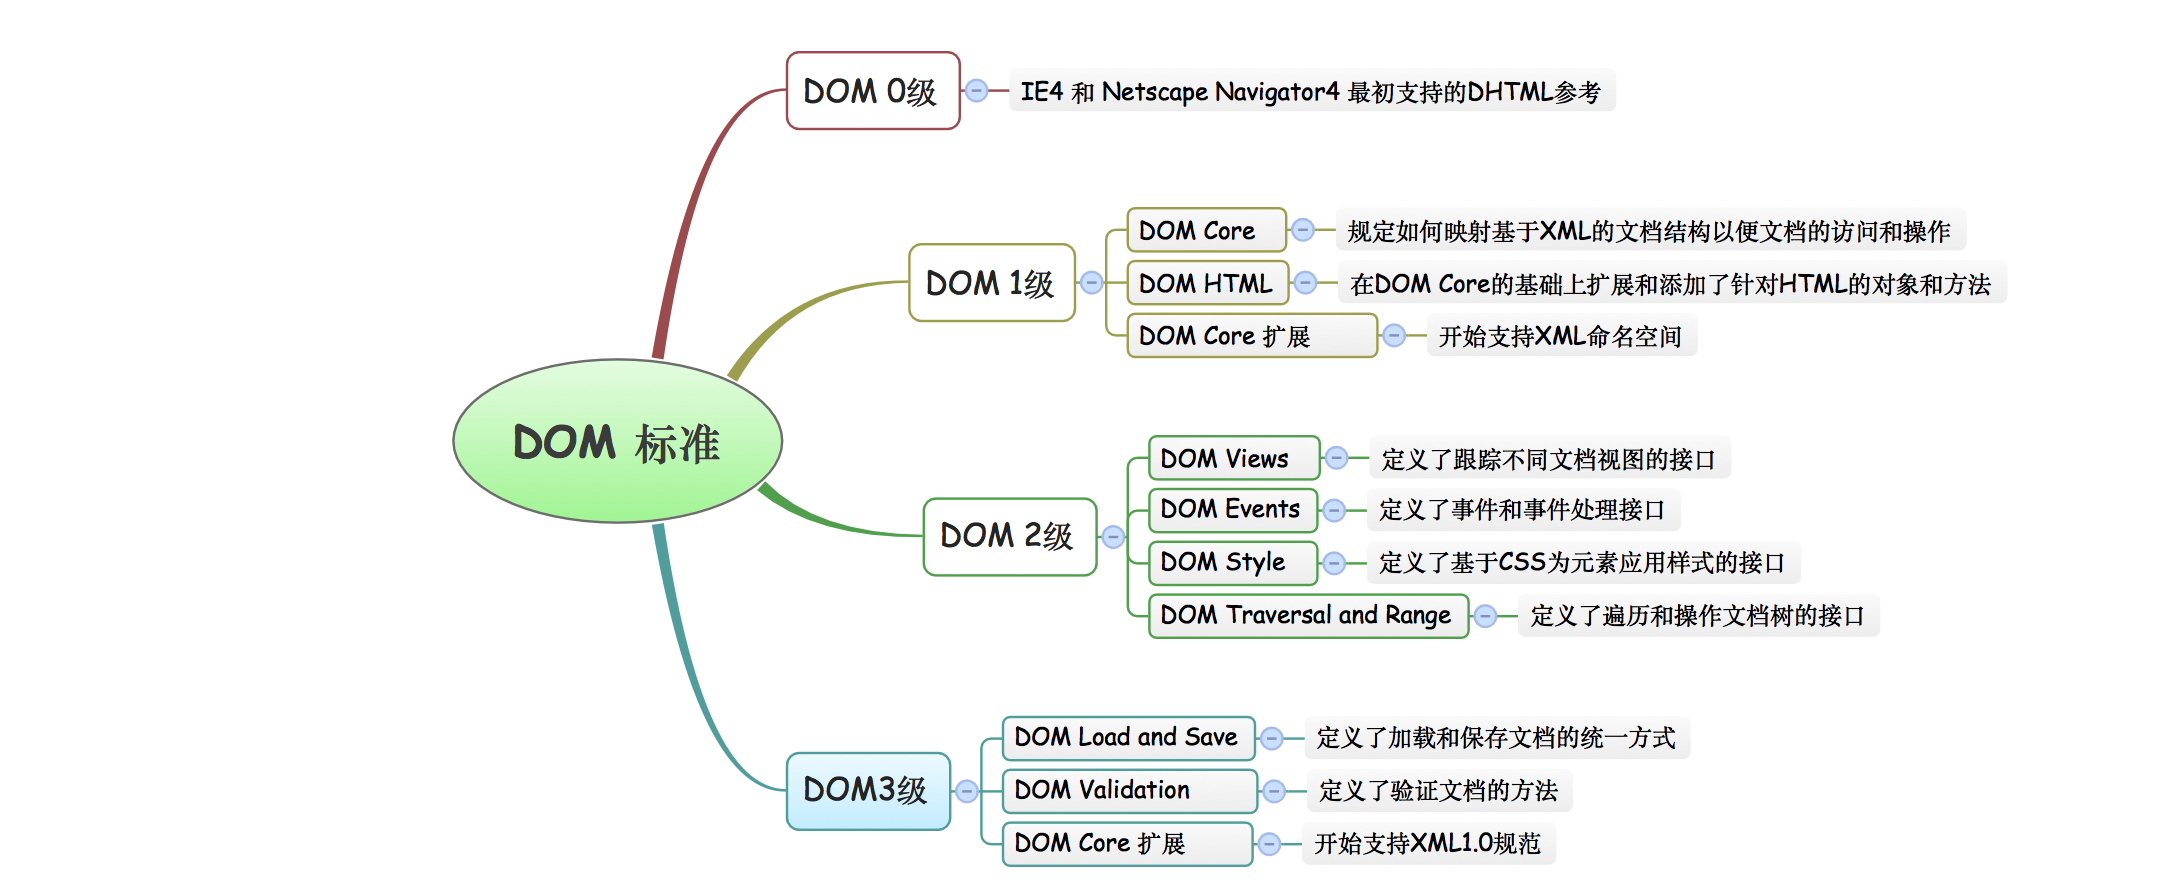 DOM 标准
DOM 0级
IE4 和 Netscape Navigator4 最初支持的DHTML参考
DOM 1级
DOM Core
规定如何映射基于XML的文档结构以便文档的访问和操作
DOM HTML
在DOM Core的基础上扩展和添加了针对HTML的对象和方法
DOM Core 扩展
开始支持XML命名空间
DOM 2级
DOM Views
定义了跟踪不同文档视图的接口
DOM Events
定义了事件和事件处理接口
DOM Style
定义了基于CSS为元素应用样式的接口
DOM Traversal and Range
定义了遍历和操作文档树的接口
DOM3级
DOM Load and Save
定义了加载和保存文档的统一方式
DOM Validation
定义了验证文档的方法
DOM Core 扩展
开始支持XML1.0规范